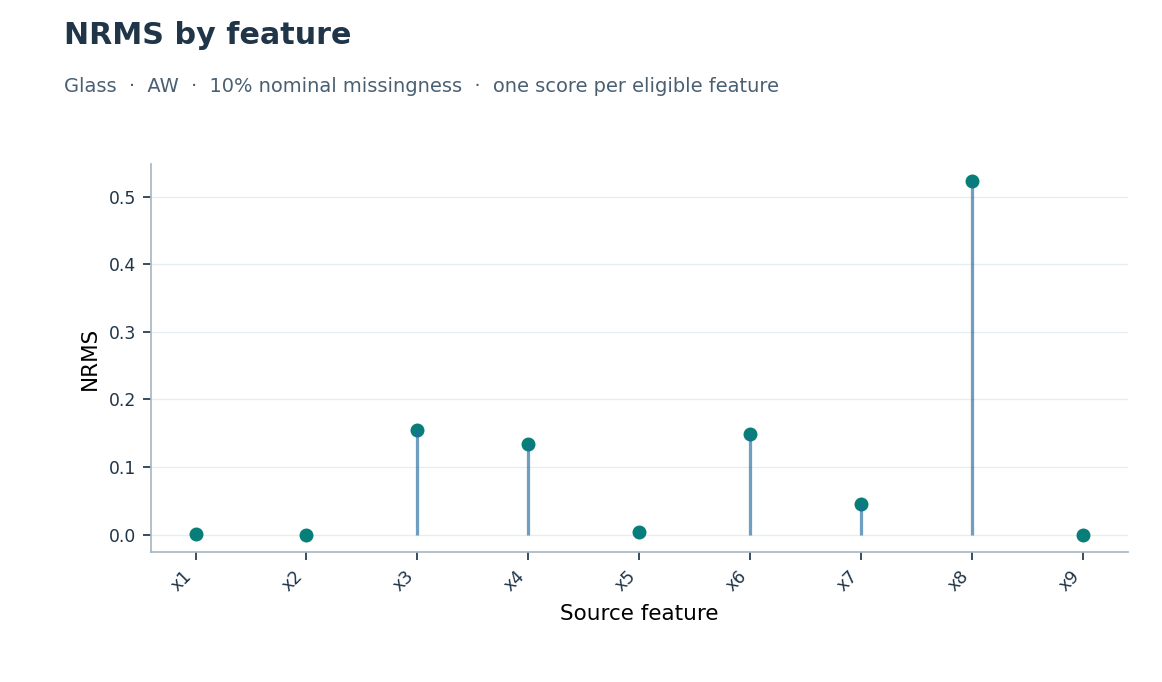 NRMS by feature
Glass · AW · 10% nominal missingness · one score per eligible feature
NRMS
0.5
0.4
0.3
0.2
0.1
0.0
x1 x2 x3 x4 x5 x6 x7 x8 x9
Source feature